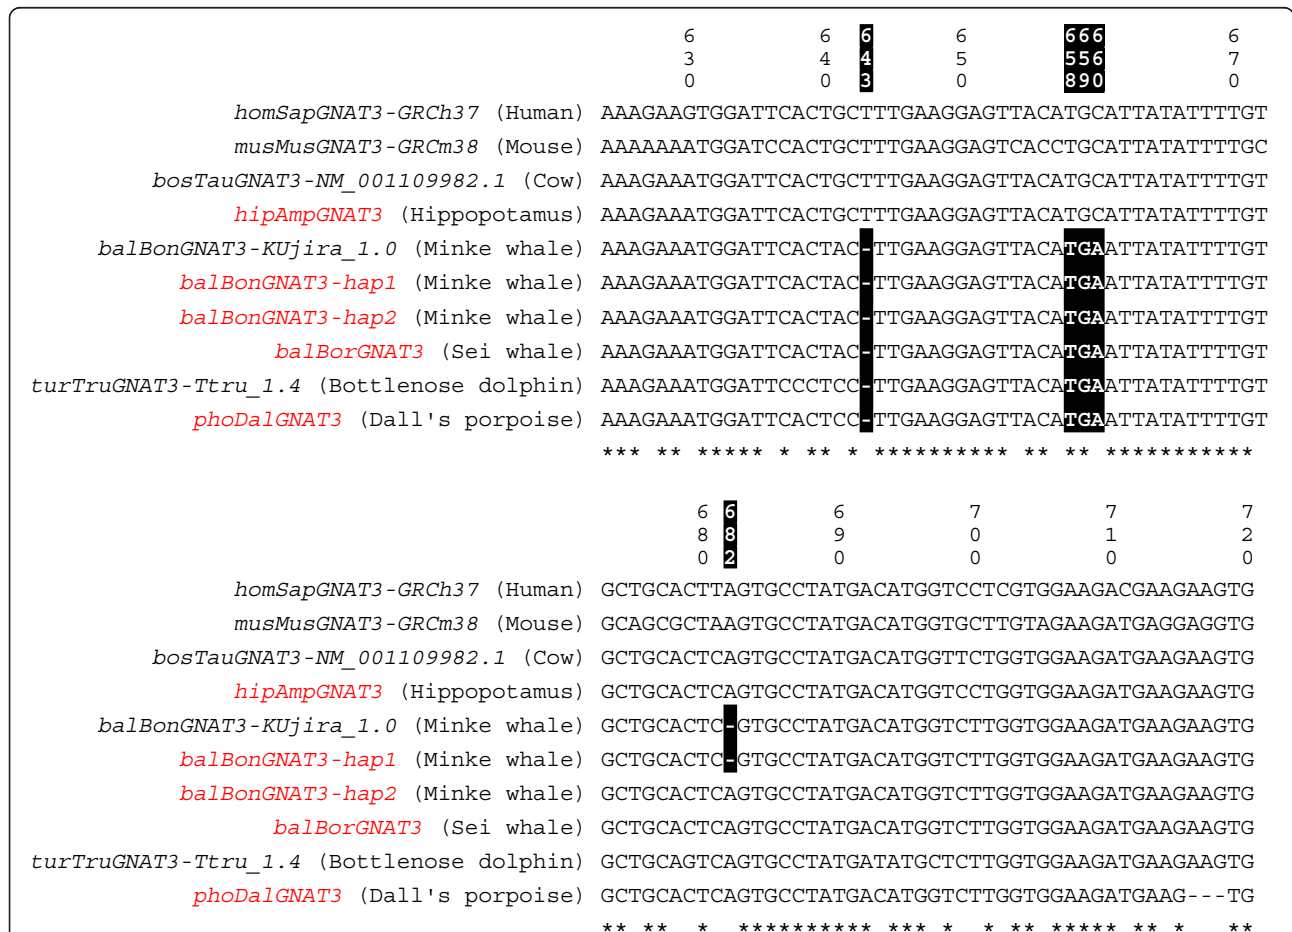 6 6 6 6 666 6
3 4 4 5 556 7
0 0 3 0 890 0
homSapGNAT3-GRCh37 (Human) AAAGAAGTGGATTCACTGCTTTGAAGGAGTTACATGCATTATATTTTGT
musMusGNAT3-GRCm38 (Mouse) AAAAAAATGGATCCACTGCTTTGAAGGAGTCACCTGCATTATATTTTGC
bosTauGNAT3-NM_001109982.1 (Cow) AAAGAAATGGATTCACTGCTTTGAAGGAGTTACATGCATTATATTTTGT
hipAmpGNAT3 (Hippopotamus) AAAGAAATGGATTCACTGCTTTGAAGGAGTTACATGCATTATATTTTGT
balBonGNAT3-KUjira_1.0 (Minke whale) AAAGAAATGGATTCACTAC-TTGAAGGAGTTACATGAATTATATTTTGT
balBonGNAT3-hap1 (Minke whale) AAAGAAATGGATTCACTAC-TTGAAGGAGTTACATGAATTATATTTTGT
balBonGNAT3-hap2 (Minke whale) AAAGAAATGGATTCACTAC-TTGAAGGAGTTACATGAATTATATTTTGT
balBorGNAT3 (Sei whale) AAAGAAATGGATTCACTAC-TTGAAGGAGTTACATGAATTATATTTTGT
turTruGNAT3-Ttru_1.4 (Bottlenose dolphin) AAAGAAATGGATTCCCTCC-TTGAAGGAGTTACATGAATTATATTTTGT
phoDalGNAT3 (Dall's porpoise) AAAGAAATGGATTCACTCC-TTGAAGGAGTTACATGAATTATATTTTGT
*** ** ***** * ** * ********** ** ** ***********
6 6 6 7 7 7
8 8 9 0 1 2
0 2 0 0 0 0
homSapGNAT3-GRCh37 (Human) GCTGCACTTAGTGCCTATGACATGGTCCTCGTGGAAGACGAAGAAGTG
musMusGNAT3-GRCm38 (Mouse) GCAGCGCTAAGTGCCTATGACATGGTGCTTGTAGAAGATGAGGAGGTG
bosTauGNAT3-NM_001109982.1 (Cow) GCTGCACTCAGTGCCTATGACATGGTTCTGGTGGAAGATGAAGAAGTG
hipAmpGNAT3 (Hippopotamus) GCTGCACTCAGTGCCTATGACATGGTCCTGGTGGAAGATGAAGAAGTG
balBonGNAT3-KUjira_1.0 (Minke whale) GCTGCACTC-GTGCCTATGACATGGTCTTGGTGGAAGATGAAGAAGTG
balBonGNAT3-hap1 (Minke whale) GCTGCACTC-GTGCCTATGACATGGTCTTGGTGGAAGATGAAGAAGTG
balBonGNAT3-hap2 (Minke whale) GCTGCACTCAGTGCCTATGACATGGTCTTGGTGGAAGATGAAGAAGTG
balBorGNAT3 (Sei whale) GCTGCACTCAGTGCCTATGACATGGTCTTGGTGGAAGATGAAGAAGTG
turTruGNAT3-Ttru_1.4 (Bottlenose dolphin) GCTGCAGTCAGTGCCTATGATATGCTCTTGGTGGAAGATGAAGAAGTG
phoDalGNAT3 (Dall's porpoise) GCTGCACTCAGTGCCTATGACATGGTCTTGGTGGAAGATGAAG---TG
** ** * ********** *** * * ** ***** ** * **